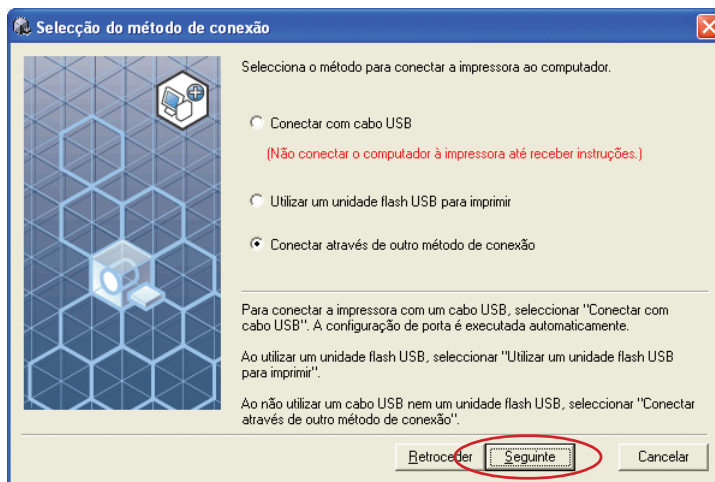 Selecção do método de conexão
Selecciona o método para conectar a impressora ao computador.
Conectar com cabo USB
(Não conectar o computador à impressora até receber instruções.)
Utilizar um unidade flash USB para imprimir
Conectar através de outro método de conexão
Para conectar a impressora com um cabo USB, seleccionar "Conectar com
cabo USB". A configuração de porta é executada automaticamente.
Ao utilizar um unidade flash USB, seleccionar "Utilizar um unidade flash USB
para imprimir".
Ao não utilizar um cabo USB nem um unidade flash USB, seleccionar "Conectar
através de outro método de conexão".
Retroceder Seguinte Cancelar